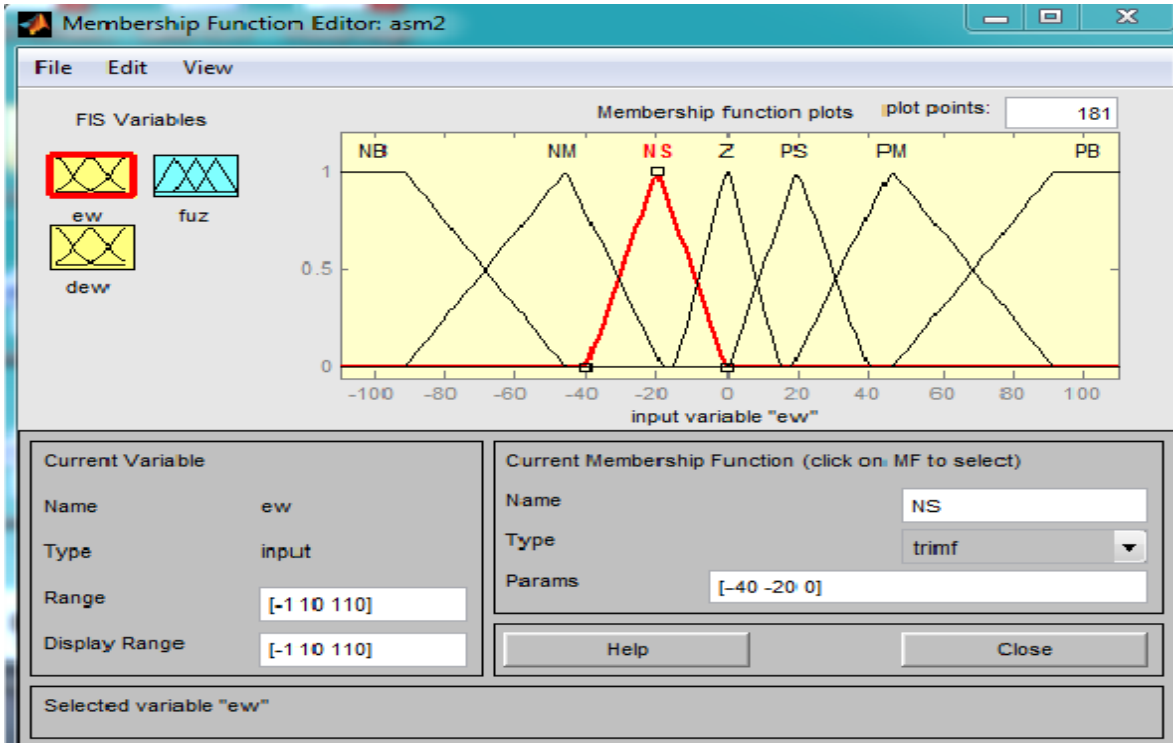 Membership Function Editor: asm2
File Edit View
FIS Variables
Membership function plots plot points: 181
ew fuz
dew
NB NM NS Z PS PM PB
1
0.5
0
-100 -80 -60 -40 -20 0 20 40 60 80 100
input variable "ew"
Current Variable
Name ew
Type input
Range [-110 110]
Display Range [-110 110]
Current Membership Function (click on MF to select)
Name NS
Type trimf
Params [-40 -20 0]
Help Close
Selected variable "ew"